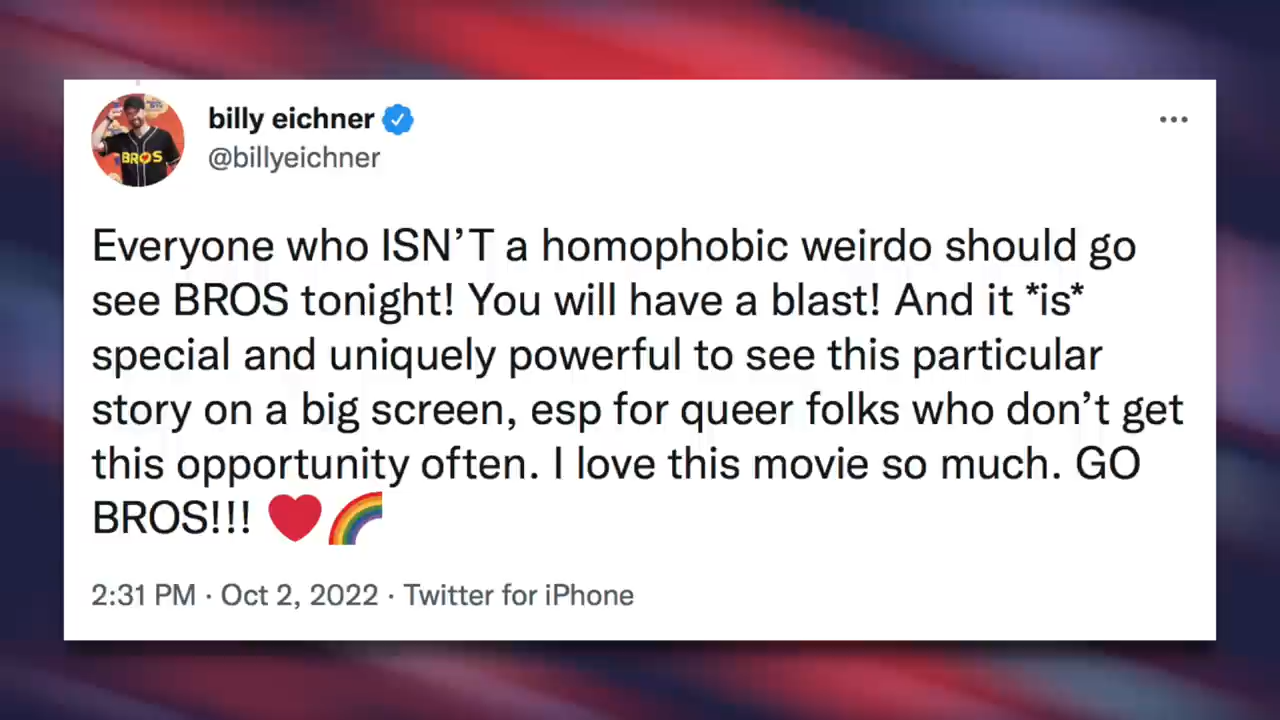 billy eichner
@billyeichner
BROS
Everyone who ISN’T a homophobic weirdo should go
see BROS tonight! You will have a blast! And it *is*
special and uniquely powerful to see this particular
story on a big screen, esp for queer folks who don’t get
this opportunity often. I love this movie so much. GO
BROS!!! ❤️🌈
2:31 PM · Oct 2, 2022 · Twitter for iPhone